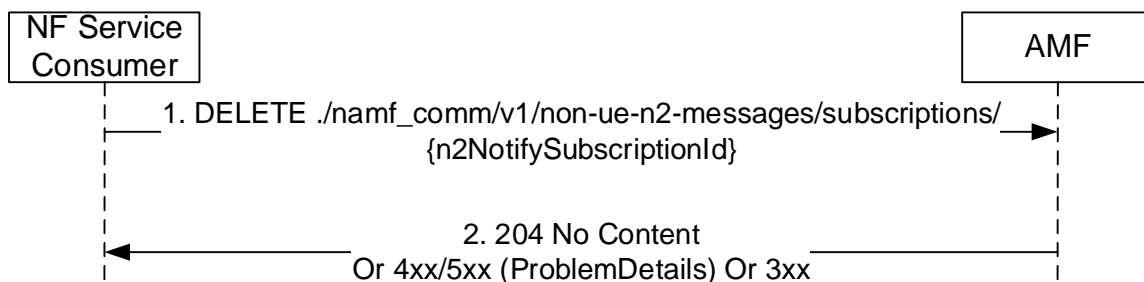 NF Service
Consumer
AMF
1. DELETE ./namf_comm/v1/non-ue-n2-messages/subscriptions/
{n2NotifySubscriptionId}
2. 204 No Content
Or 4xx/5xx (ProblemDetails) Or 3xx